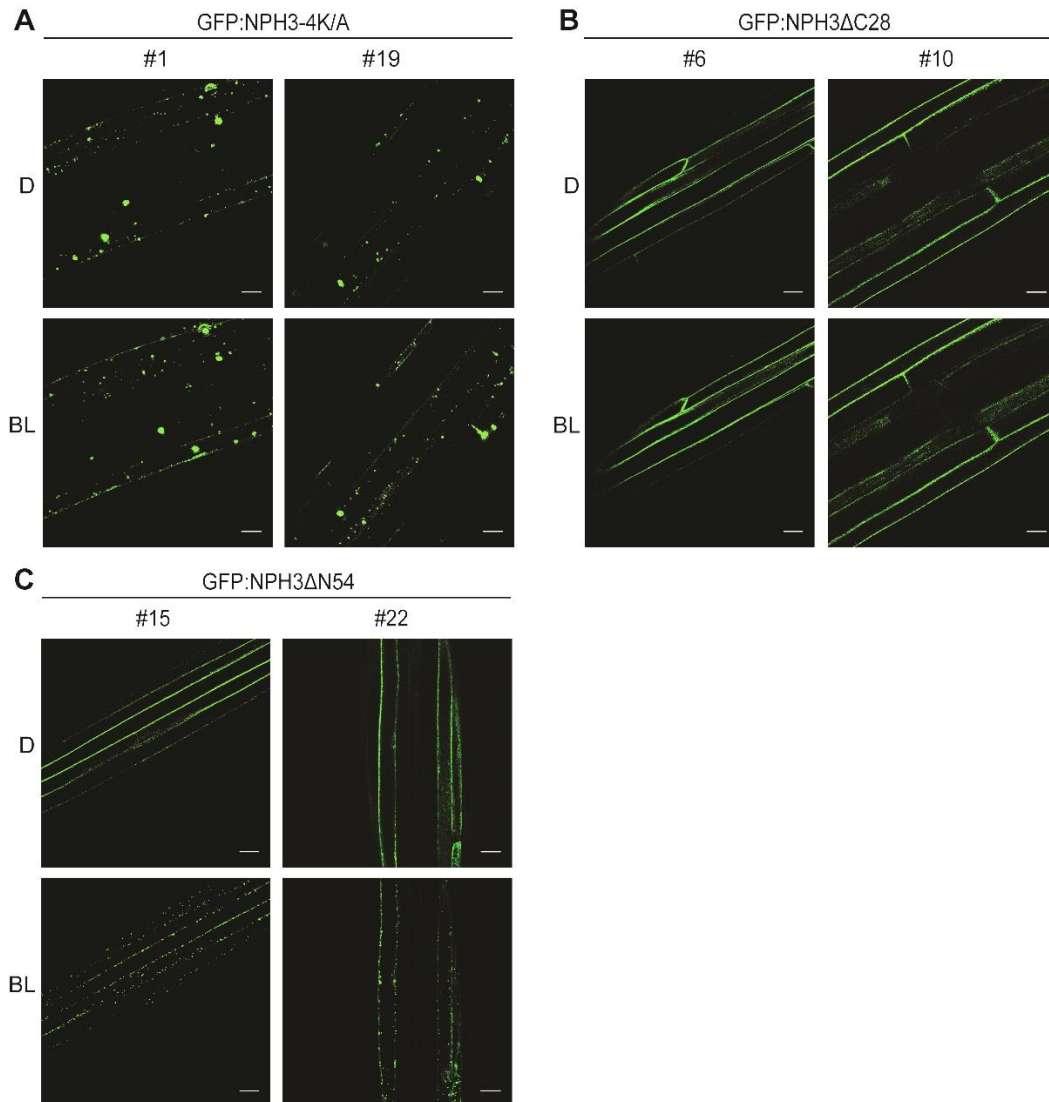 A
GFP:NPH3-4K/A
#1
#19
D
BL
B
GFP:NPH3ΔC28
#6
#10
D
BL
C
GFP:NPH3ΔN54
#15
#22
D
BL